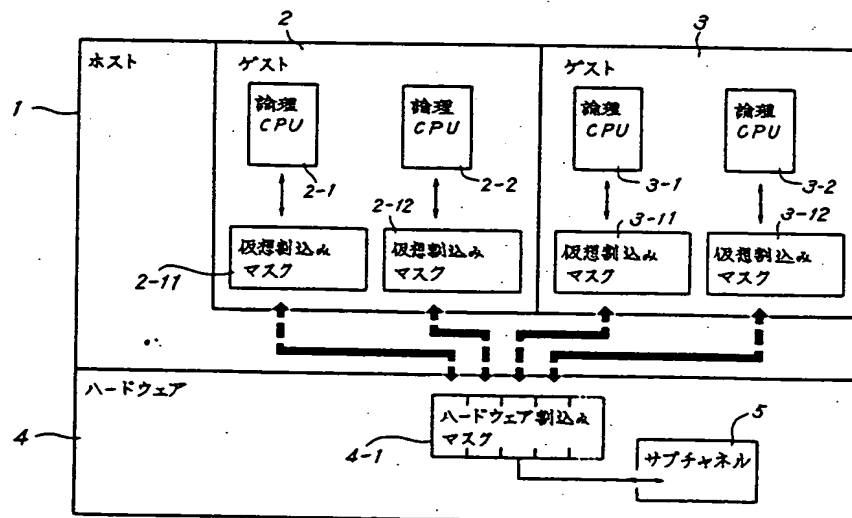 2
3
ホスト
ゲスト
ゲスト
1
論理
CPU
論理
CPU
論理
CPU
論理
CPU
2-1
2-2
3-1
3-2
2-12
3-11
3-12
仮想割込み
マスク
仮想割込み
マスク
仮想割込み
マスク
仮想割込み
マスク
2-11
ハードウェア
4
ハードウェア割込み
マスク
4-1
5
サブチャネル